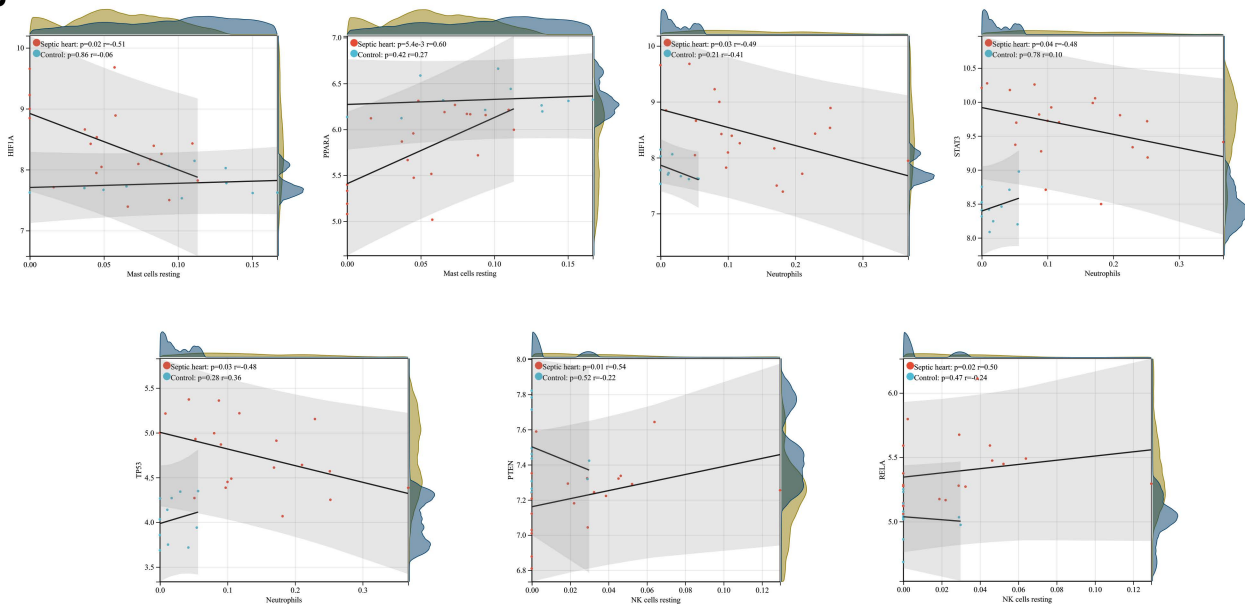 Septic heart: p=0.02 r=-0.51
Control: p=0.86 r=-0.06
10
9
8
7
HIF1A
0.00
0.05
0.10
0.15
Mast cells resting
Septic heart: p=5.4e-3 r=0.60
Control: p=0.42 r=0.27
7.0
6.5
6.0
5.5
5.0
PPARA
0.00
0.05
0.10
0.15
Mast cells resting
Septic heart: p=0.03 r=-0.49
Control: p=0.21 r=-0.41
10
9
8
7
HIF1A
0.00
0.1
0.2
0.3
Neutrophils
Septic heart: p=0.04 r=-0.48
Control: p=0.78 r=0.10
10.5
10.0
9.5
9.0
8.5
8.0
STAT3
0.00
0.1
0.2
0.3
Neutrophils
Septic heart: p=0.03 r=-0.48
Control: p=0.28 r=0.36
5.5
5.0
4.5
4.0
3.5
TP53
0.00
0.1
0.2
0.3
Neutrophils
Septic heart: p=0.01 r=0.54
Control: p=0.52 r=-0.22
8.0
7.8
7.6
7.4
7.2
7.0
6.8
PTEN
0.00
0.02
0.04
0.06
0.08
0.10
0.12
NK cells resting
Septic heart: p=0.02 r=0.50
Control: p=0.47 r=-0.24
6.0
5.5
5.0
RELA
0.00
0.02
0.04
0.06
0.08
0.10
0.12
NK cells resting